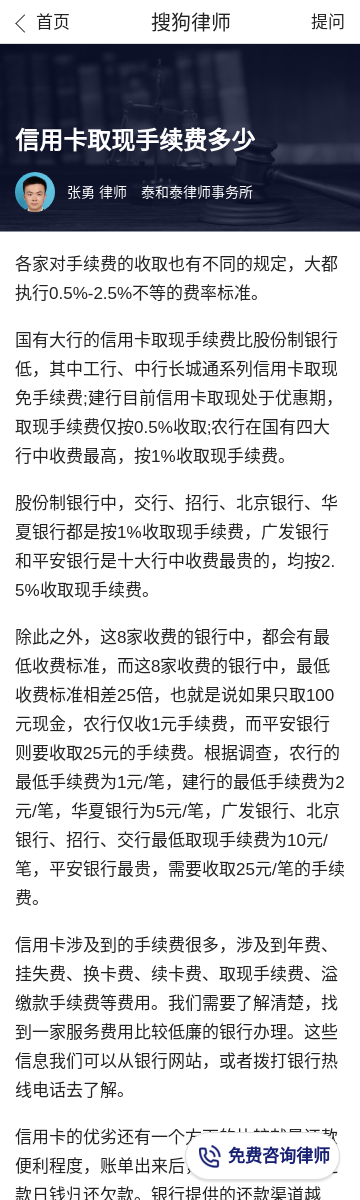 首页 搜狗律师 提问
信用卡取现手续费多少
张勇 律师 泰和泰律师事务所
各家对手续费的收取也有不同的规定，大都
执行0.5%-2.5%不等的费率标准。
国有大行的信用卡取现手续费比股份制银行
低，其中工行、中行长城通系列信用卡取现
免手续费;建行目前信用卡取现处于优惠期，
取现手续费仅按0.5%收取;农行在国有四大
行中收费最高，按1%收取现手续费。
股份制银行中，交行、招行、北京银行、华
夏银行都是按1%收取现手续费，广发银行
和平安银行是十大行中收费最贵的，均按2.
5%收取现手续费。
除此之外，这8家收费的银行中，都会有最
低收费标准，而这8家收费的银行中，最低
收费标准相差25倍，也就是说如果只取100
元现金，农行仅收1元手续费，而平安银行
则要收取25元的手续费。根据调查，农行的
最低手续费为1元/笔，建行的最低手续费为2
元/笔，华夏银行为5元/笔，广发银行、北京
银行、招行、交行最低取现手续费为10元/
笔，平安银行最贵，需要收取25元/笔的手续
费。
信用卡涉及到的手续费很多，涉及到年费、
挂失费、换卡费、续卡费、取现手续费、溢
缴款手续费等费用。我们需要了解清楚，找
到一家服务费用比较低廉的银行办理。这些
信息我们可以从银行网站，或者拨打银行热
线电话去了解。
信用卡的优劣还有一个方
便利程度，账单出来后
免费咨询律师
款日钱归还欠款。银行提供的还款渠道越